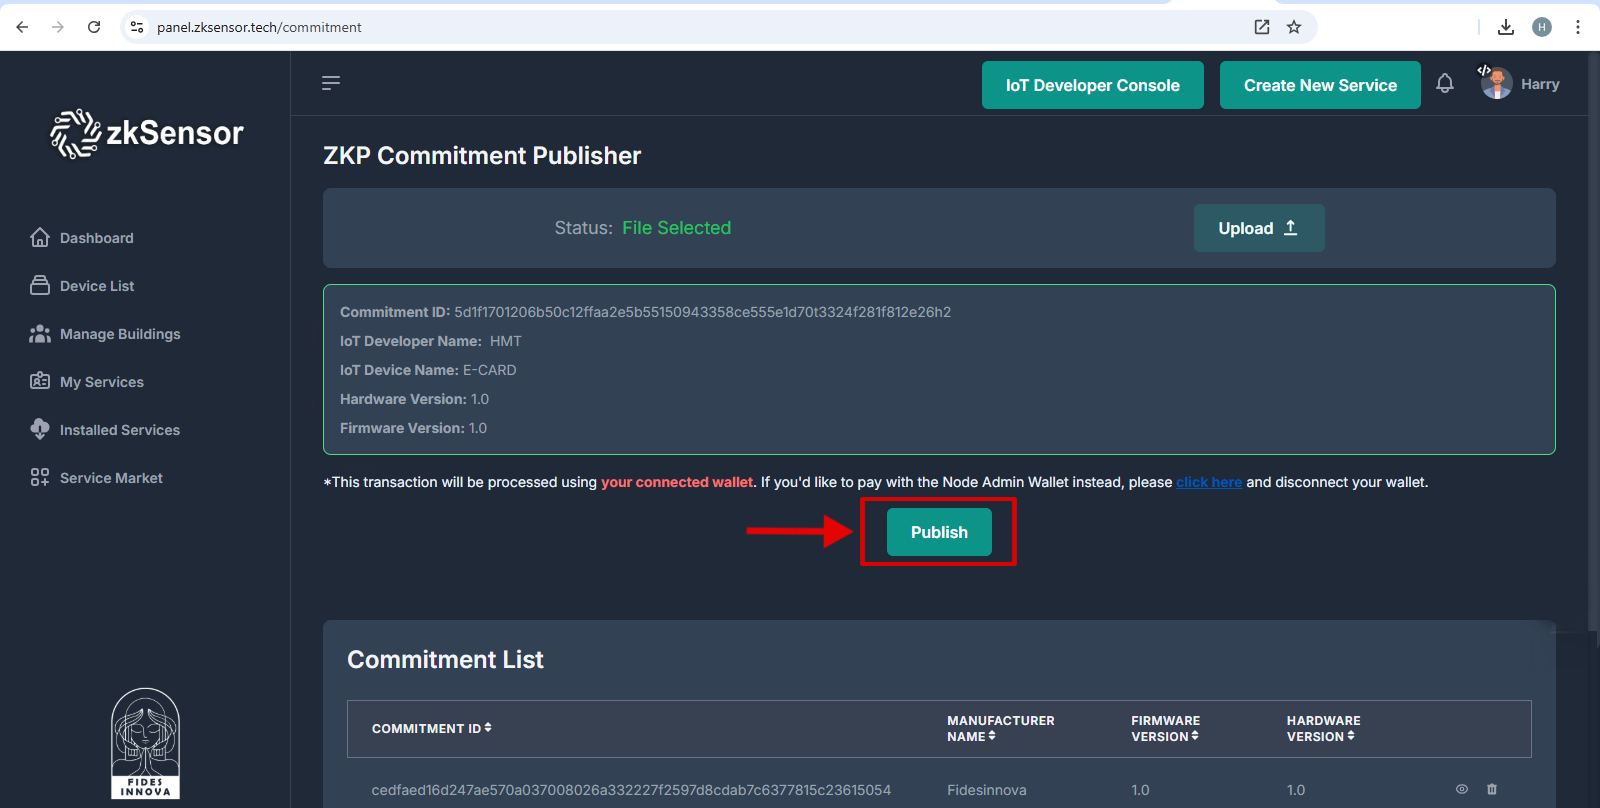 panel.zksensor.tech/commitment
H
zkSensor
IoT Developer Console
Create New Service
Harry
ZKP Commitment Publisher
Status: File Selected
Upload
Dashboard
Device List
Manage Buildings
My Services
Installed Services
Service Market
Commitment ID: 5d1f1701206b50c12ffaa2e5b55150943358ce555e1d70t3324f281f812e26h2
IoT Developer Name: HMT
IoT Device Name: E-CARD
Hardware Version: 1.0
Firmware Version: 1.0
*This transaction will be processed using your connected wallet. If you'd like to pay with the Node Admin Wallet instead, please click here and disconnect your wallet.
Publish
Commitment List
COMMITMENT ID
MANUFACTURER
NAME
FIRMWARE
VERSION
HARDWARE
VERSION
cedfaed16d247ae570a037008026a332227f2597d8cdab7c6377815c23615054
Fidesinnova
1.0
1.0
FIDES
INNOVA